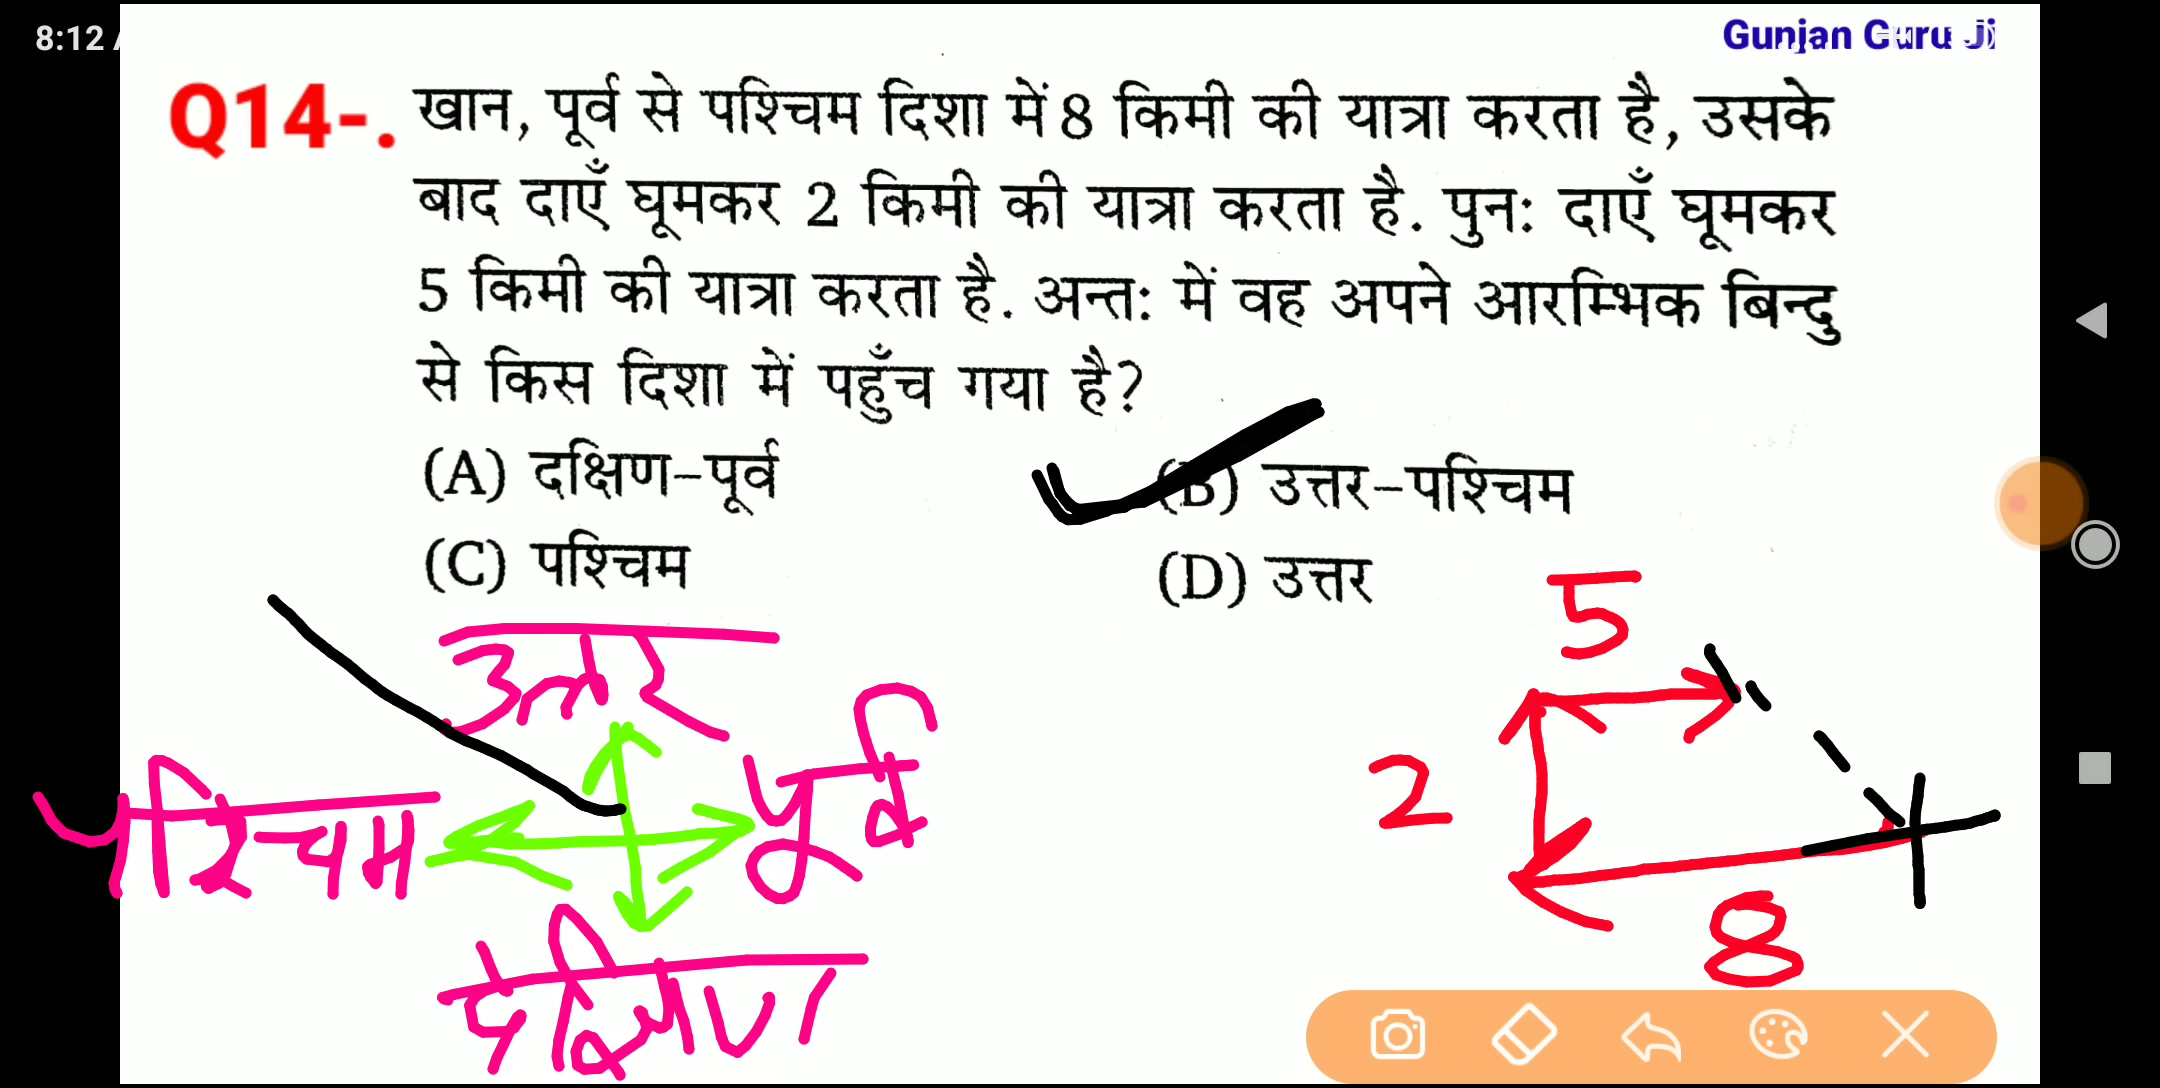 8:12
Gunjan Guru Ji
Q14-. खान, पूर्व से पश्चिम दिशा में 8 किमी की यात्रा करता है, उसके
बाद दाएँ घूमकर 2 किमी की यात्रा करता है. पुनः दाएँ घूमकर
5 किमी की यात्रा करता है. अन्तः में वह अपने आरम्भिक बिन्दु
से किस दिशा में पहुँच गया है?
(A) दक्षिण-पूर्व (B) उत्तर-पश्चिम
(C) पश्चिम (D) उत्तर
5
उत्तर
पूर्व
2
पश्चिम
8
दक्षिण